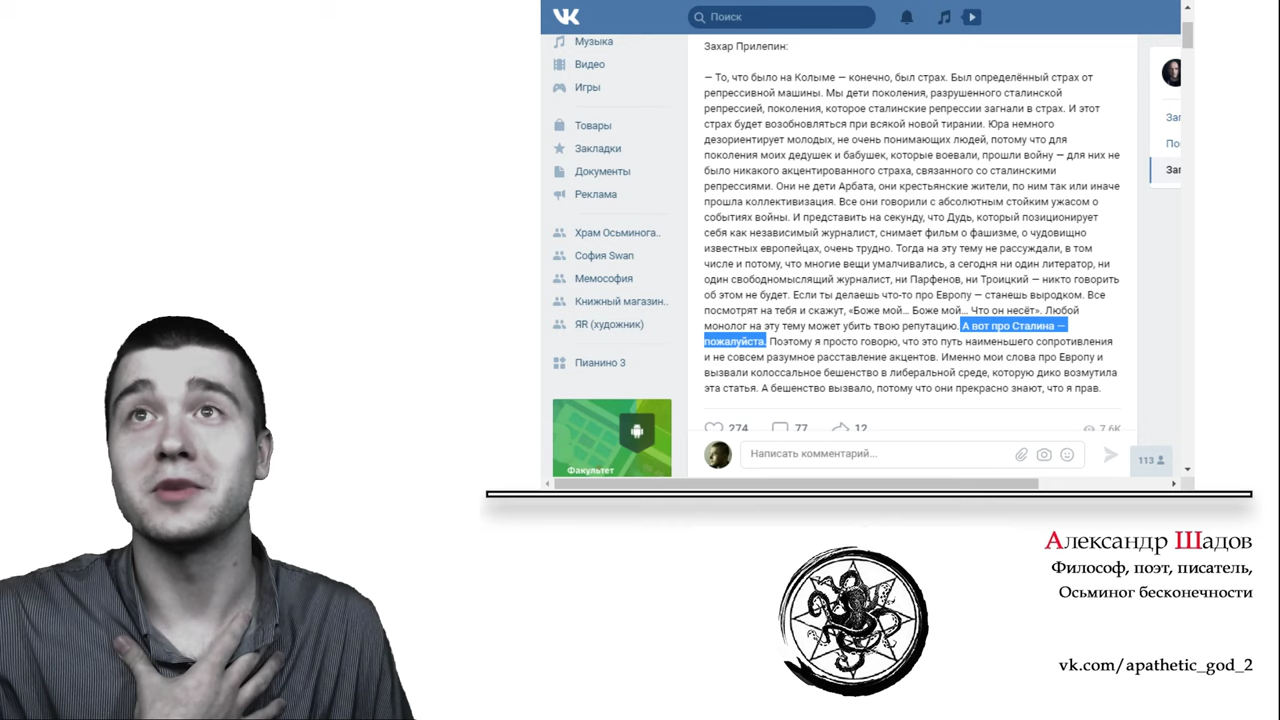 Поиск
Музыка
Видео
Игры
Товары
Закладки
Документы
Реклама
Храм Осьминога..
София Swan
Мемософия
Книжный магазин..
ЯR (художник)
Пианино 3
Факультет
Захар Прилепин:
— То, что было на Колыме — конечно, был страх. Был определённый страх от
репрессивной машины. Мы дети поколения, разрушенного сталинской
репрессией, поколения, которое сталинские репрессии загнали в страх. И этот
страх будет возобновляться при всякой новой тирании. Юра немного
дезориентирует молодых, не очень понимающих людей, потому что для
поколения моих дедушек и бабушек, которые воевали, прошли войну — для них не
было никакого акцентированного страха, связанного со сталинскими
репрессиями. Они не дети Арбата, они крестьянские жители, по ним так или иначе
прошла коллективизация. Все они говорили с абсолютным стойким ужасом о
событиях войны. И представить на секунду, что Дудь, который позиционирует
себя как независимый журналист, снимает фильм о фашизме, о чудовищно
известных европейцах, очень трудно. Тогда на эту тему не рассуждали, в том
числе и потому, что многие вещи умалчивались, а сегодня ни один литератор, ни
один свободномыслящий журналист, ни Парфенов, ни Троицкий — никто говорить
об этом не будет. Если ты делаешь что-то про Европу — станешь выродком. Все
посмотрят на тебя и скажут, «Боже мой… Боже мой… Что он несёт». Любой
монолог на эту тему может убить твою репутацию. А вот про Сталина —
пожалуйста. Поэтому я просто говорю, что это путь наименьшего сопротивления
и не совсем разумное расставление акцентов. Именно мои слова про Европу и
вызвали колоссальное бешенство в либеральной среде, которую дико возмутила
эта статья. А бешенство вызвало, потому что они прекрасно знают, что я прав.
274 77 12 7.6K
Написать комментарий...
113
Александр Шадов
Философ, поэт, писатель,
Осьминог бесконечности
vk.com/apathetic_god_2